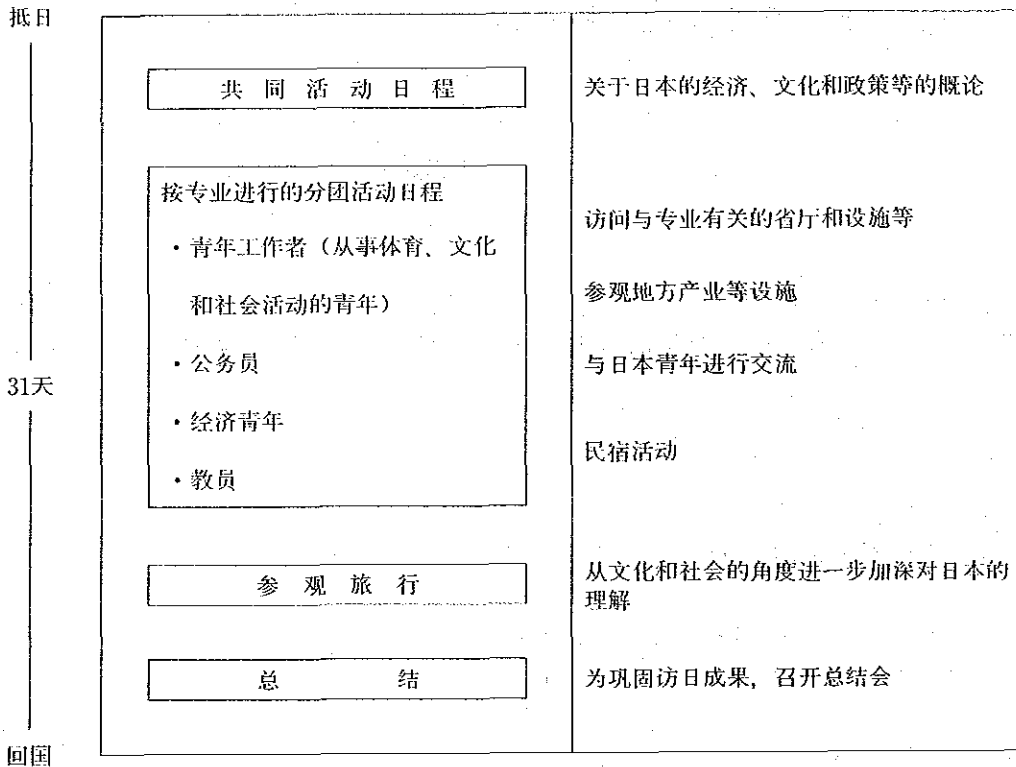 抵日
共同活动日程
关于日本的经济、文化和政策等的概论
按专业进行的分团活动日程
・青年工作者（从事体育、文化
和社会活动的青年）
・公务员
・经济青年
・教员
访问与专业有关的省厅和设施等
参观地方产业等设施
与日本青年进行交流
民宿活动
31天
参观旅行
从文化和社会的角度进一步加深对日本的
理解
总结
为巩固访日成果，召开总结会
回国